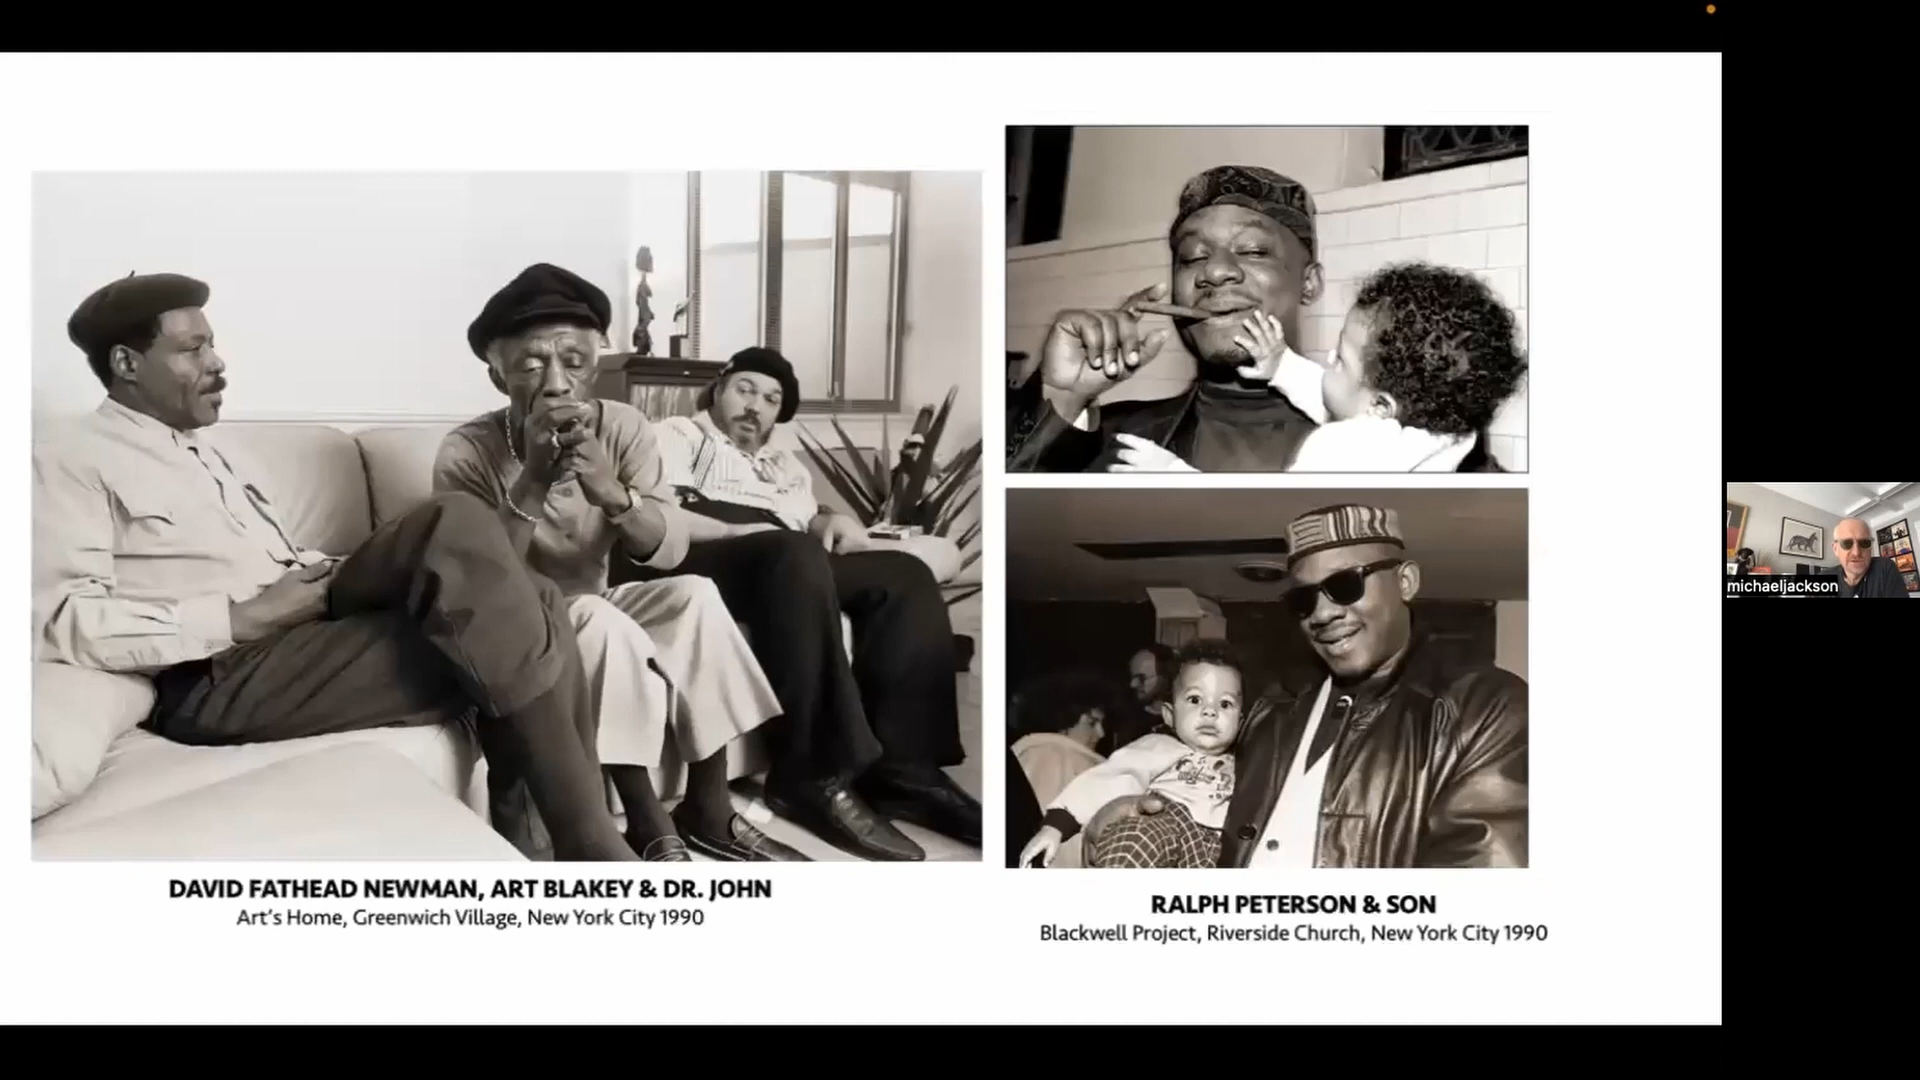 DAVID FATHEAD NEWMAN, ART BLAKEY & DR. JOHN
Art's Home, Greenwich Village, New York City 1990
RALPH PETERSON & SON
Blackwell Project, Riverside Church, New York City 1990
michaeljackson